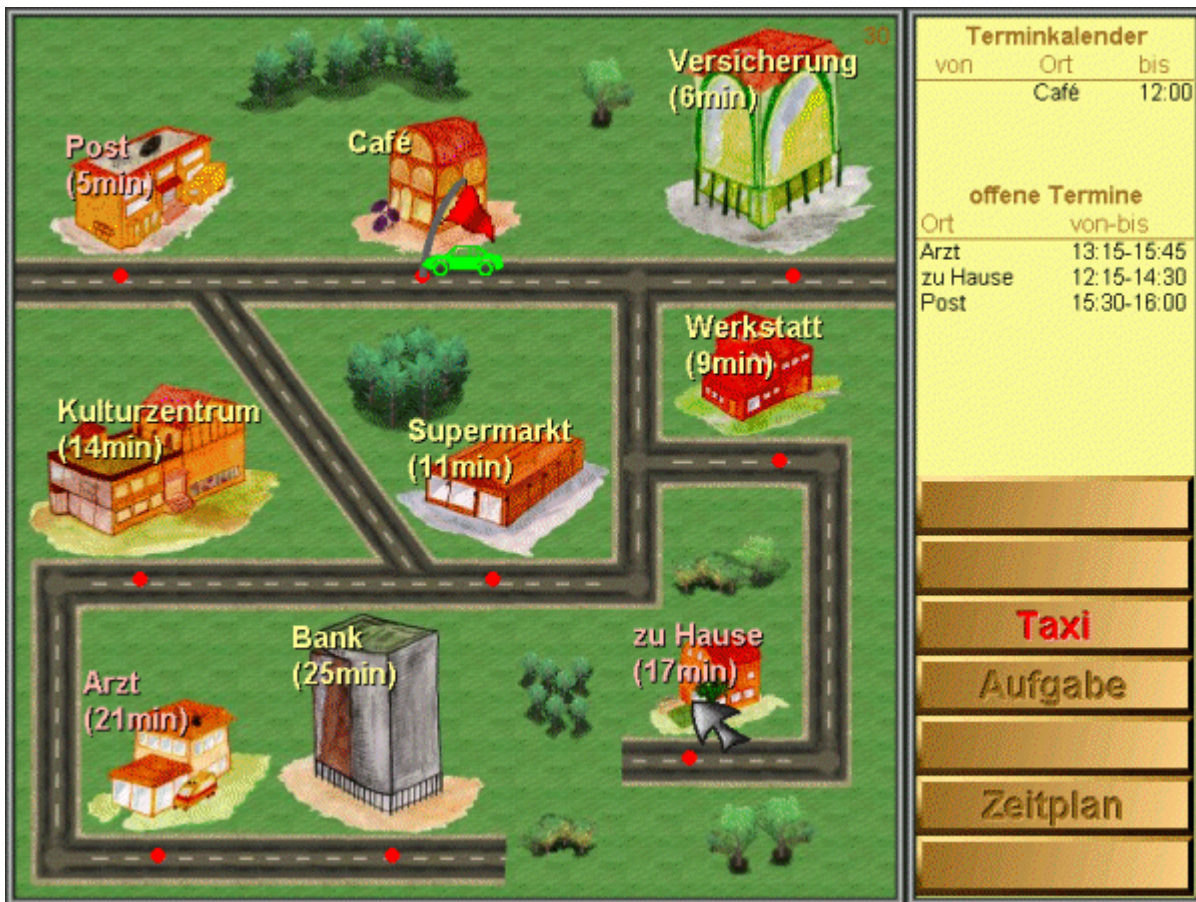 30
Versicherung
(6min)
Post
(5min)
Café
Werkstatt
(9min)
Kulturzentrum
(14min)
Supermarkt
(11min)
Bank
(25min)
zu Hause
(17min)
Arzt
(21min)
Terminkalender
von Ort bis
Café 12:00
offene Termine
Ort von-bis
Arzt 13:15-15:45
zu Hause 12:15-14:30
Post 15:30-16:00
Taxi
Aufgabe
Zeitplan